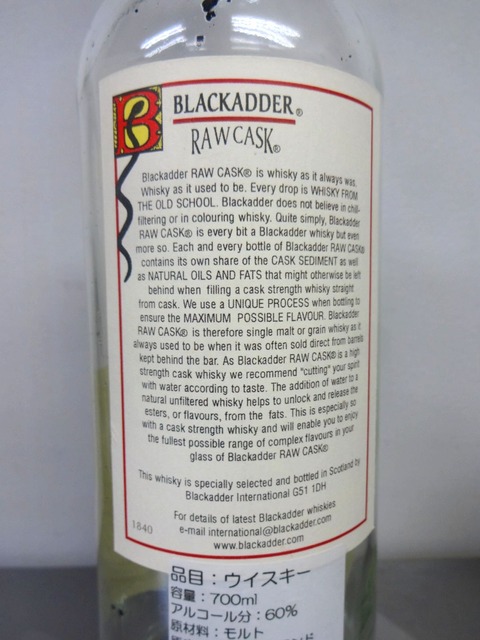 B
BLACKADDER®
RAW CASK®
Blackadder RAW CASK® is whisky as it always was.
Whisky as it used to be. Every drop is WHISKY FROM
THE OLD SCHOOL. Blackadder does not believe in chill-
filtering or in colouring whisky. Quite simply, Blackadder
RAW CASK® is every bit a Blackadder whisky but even
more so. Each and every bottle of Blackadder RAW CASK®
contains its own share of the CASK SEDIMENT as well
as NATURAL OILS AND FATS that might otherwise be left
behind when filling a cask strength whisky straight
from cask. We use a UNIQUE PROCESS when bottling to
ensure the MAXIMUM POSSIBLE FLAVOUR. Blackadder
RAW CASK® is therefore single malt or grain whisky as it
always used to be when it was often sold direct from barrels
kept behind the bar. As Blackadder RAW CASK® is a high
strength cask whisky we recommend "cutting" your spirit
with water according to taste. The addition of water to a
natural unfiltered whisky helps to unlock and release the
esters, or flavours, from the fats. This is especially so
with a cask strength whisky and will enable you to enjoy
the fullest possible range of complex flavours in your
glass of Blackadder RAW CASK®
This whisky is specially selected and bottled in Scotland by
Blackadder International G51 1DH
For details of latest Blackadder whiskies
e-mail international@blackadder.com
www.blackadder.com
1840
品目：ウイスキー
容量：700ml
アルコール分：60%
原材料：モルト